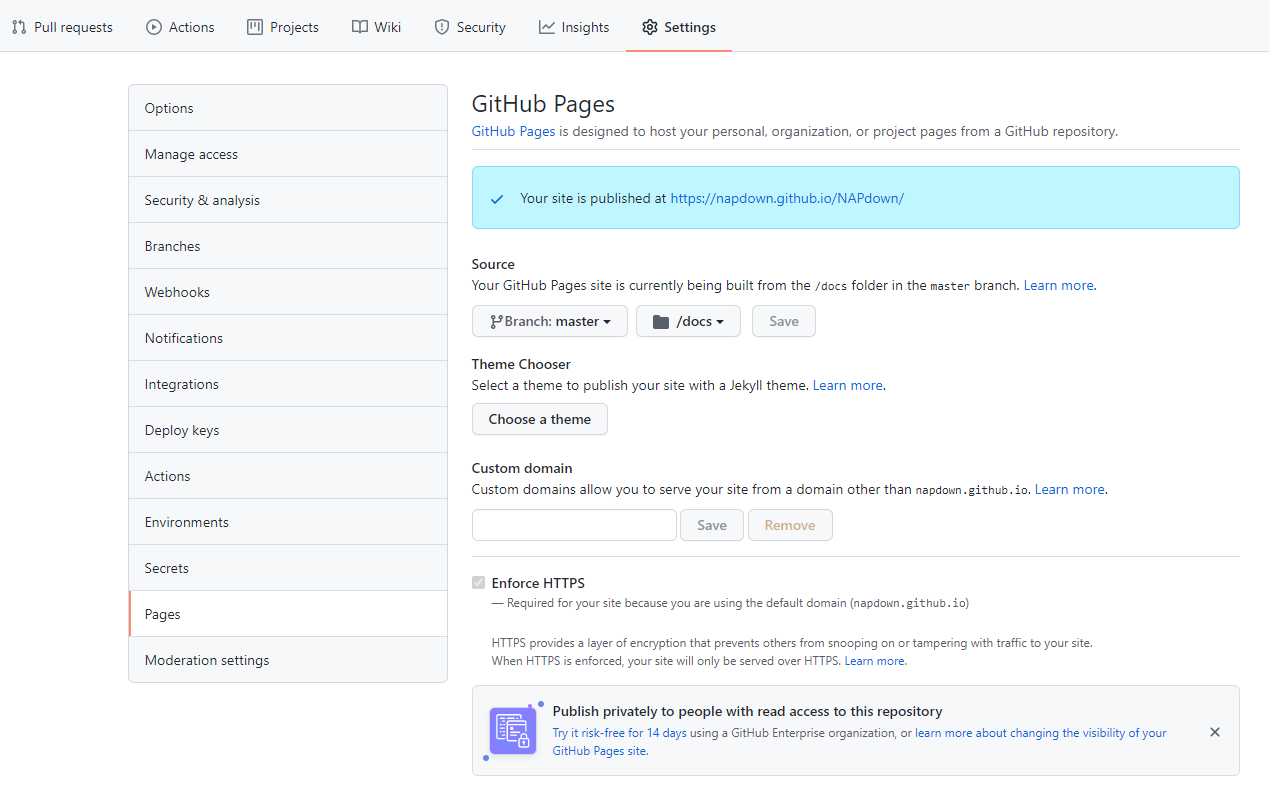 Pull requests Actions Projects Wiki Security Insights Settings
Options
Manage access
Security & analysis
Branches
Webhooks
Notifications
Integrations
Deploy keys
Actions
Environments
Secrets
Pages
Moderation settings
GitHub Pages
GitHub Pages is designed to host your personal, organization, or project pages from a GitHub repository.
Your site is published at https://napdown.github.io/NAPdown/
Source
Your GitHub Pages site is currently being built from the /docs folder in the master branch. Learn more.
Branch: master /docs Save
Theme Chooser
Select a theme to publish your site with a Jekyll theme. Learn more.
Choose a theme
Custom domain
Custom domains allow you to serve your site from a domain other than napdown.github.io. Learn more.
Save Remove
Enforce HTTPS
— Required for your site because you are using the default domain (napdown.github.io)
HTTPS provides a layer of encryption that prevents others from snooping on or tampering with traffic to your site.
When HTTPS is enforced, your site will only be served over HTTPS. Learn more.
Publish privately to people with read access to this repository
Try it risk-free for 14 days using a GitHub Enterprise organization, or learn more about changing the visibility of your
GitHub Pages site.